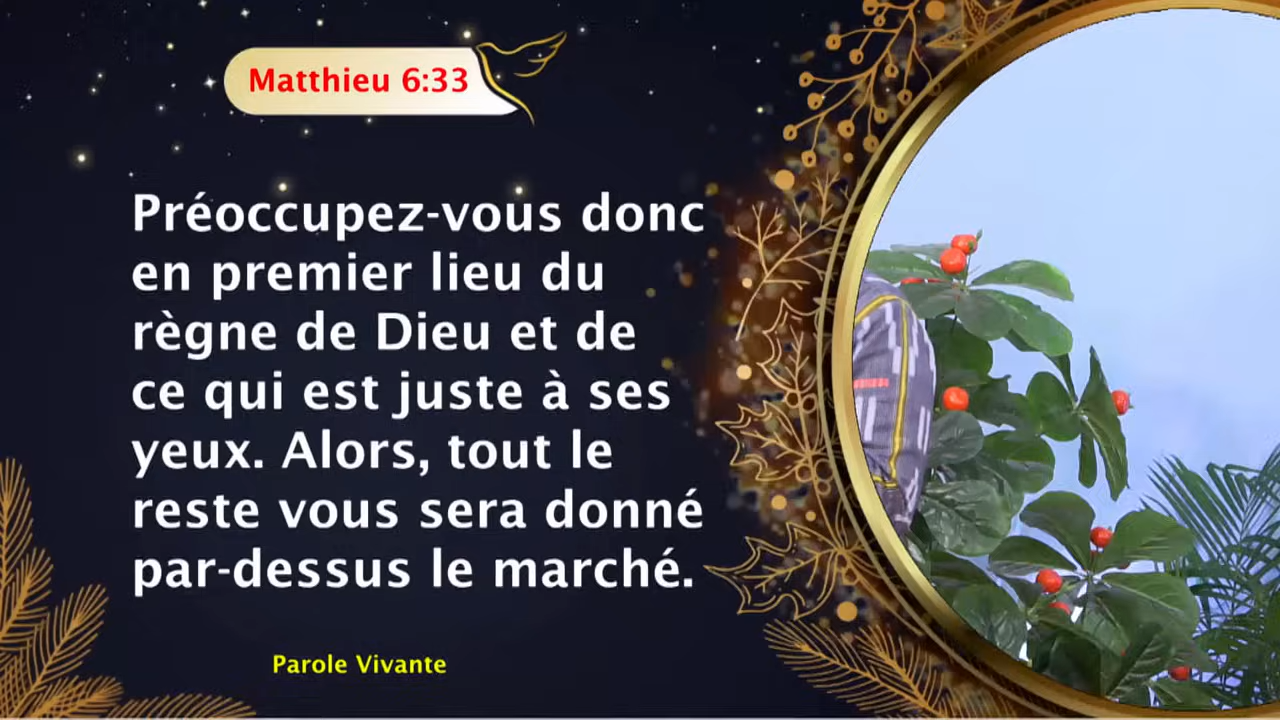 Matthieu 6:33
Préoccupez-vous donc
en premier lieu du
règne de Dieu et de
ce qui est juste à ses
yeux. Alors, tout le
reste vous sera donné
par-dessus le marché.
Parole Vivante